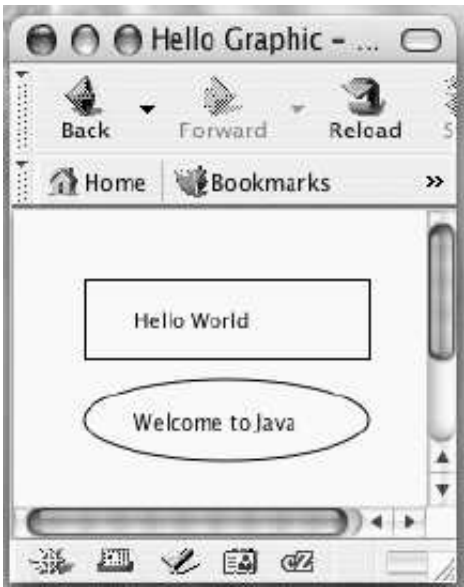 Hello Graphic - ...
Back Forward Reload S
Home Bookmarks »
Hello World
Welcome to Java